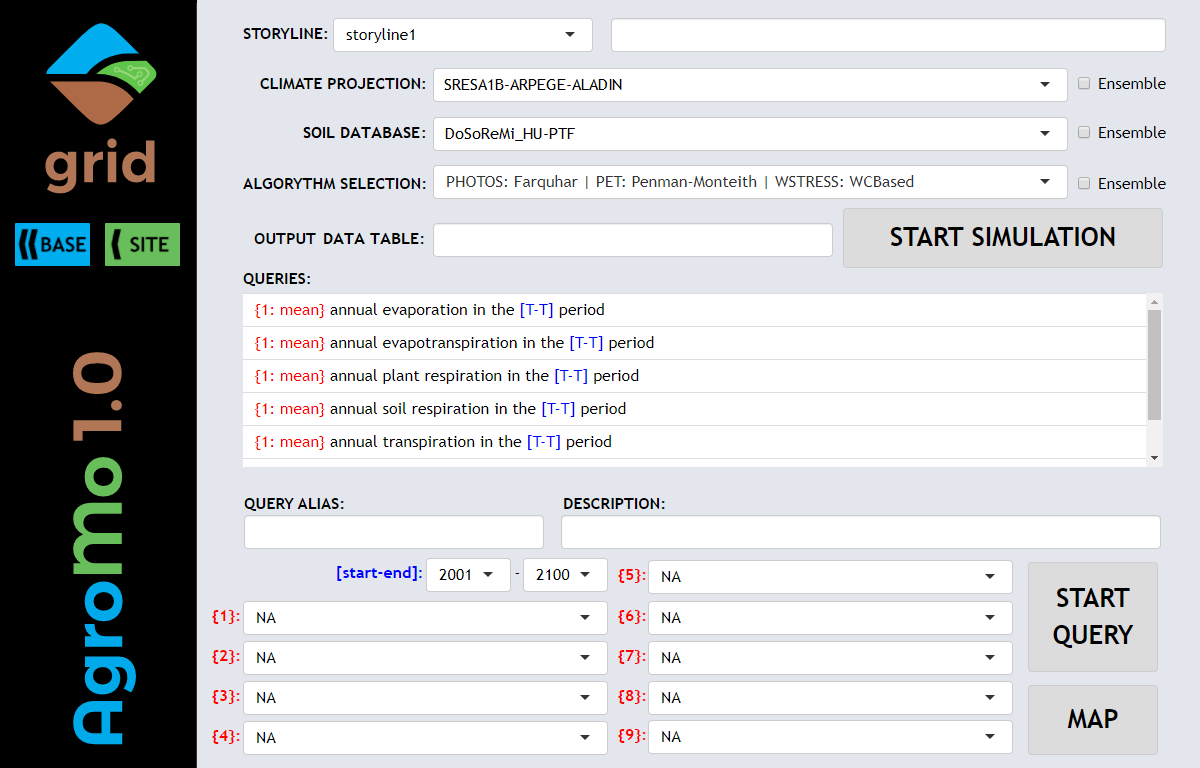 grid
BASE
SITE
AgroMo 1.0
STORYLINE: storyline1
CLIMATE PROJECTION: SRESA1B-ARPEGE-ALADIN Ensemble
SOIL DATABASE: DoSoReMi_HU-PTF Ensemble
ALGORYTHM SELECTION: PHOTOS: Farquhar | PET: Penman-Monteith | WSTRESS: WCBased Ensemble
OUTPUT DATA TABLE: START SIMULATION
QUERIES:
{1: mean} annual evaporation in the [T-T] period
{1: mean} annual evapotranspiration in the [T-T] period
{1: mean} annual plant respiration in the [T-T] period
{1: mean} annual soil respiration in the [T-T] period
{1: mean} annual transpiration in the [T-T] period
QUERY ALIAS: DESCRIPTION:
[start-end]: 2001 - 2100 {5}: NA
{1}: NA {6}: NA
{2}: NA {7}: NA
{3}: NA {8}: NA
{4}: NA {9}: NA
START
QUERY
MAP